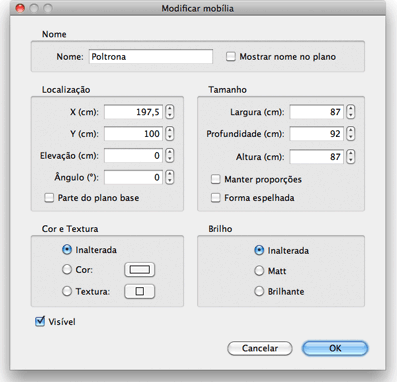 Modificar mobília
Nome
Nome: Poltrona Mostrar nome no plano
Localização
X (cm): 197,5
Y (cm): 100
Elevação (cm): 0
Ângulo (°): 0
Parte do plano base
Tamanho
Largura (cm): 87
Profundidade (cm): 92
Altura (cm): 87
Manter proporções
Forma espelhada
Cor e Textura
Inalterada
Cor:
Textura:
Brilho
Inalterada
Matt
Brilhante
Visível
Cancelar OK